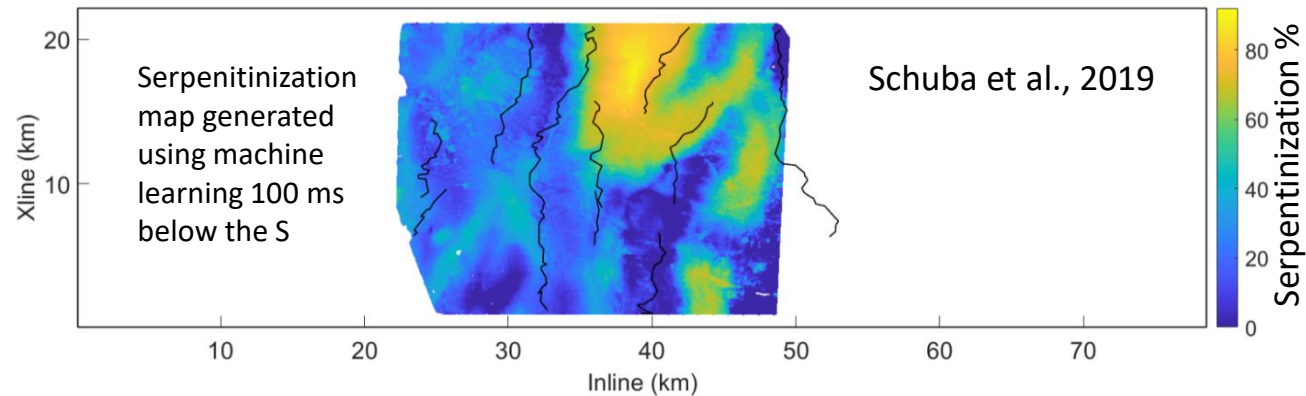 Serpenitinization
map generated
using machine
learning 100 ms
below the S
Schuba et al., 2019
Xline (km)
20
10
10 20 30 40 50 60 70
Inline (km)
80
60
40
20
0
Serpentinization %